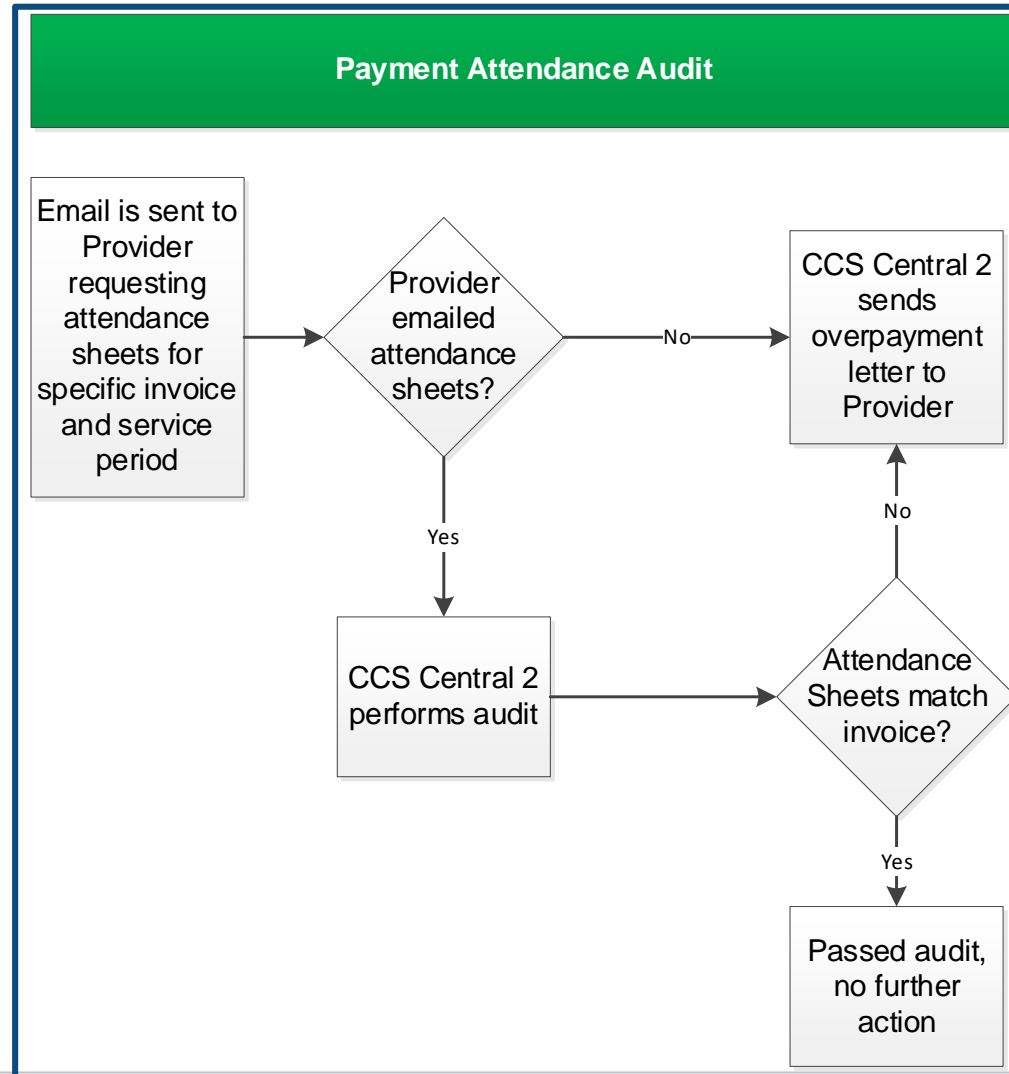 Payment Attendance Audit
Email is sent to
Provider
requesting
attendance
sheets for
specific invoice
and service
period
Provider
emailed
attendance
sheets?
No
CCS Central 2
sends
overpayment
letter to
Provider
Yes
No
CCS Central 2
performs audit
Attendance
Sheets match
invoice?
Yes
Passed audit,
no further
action